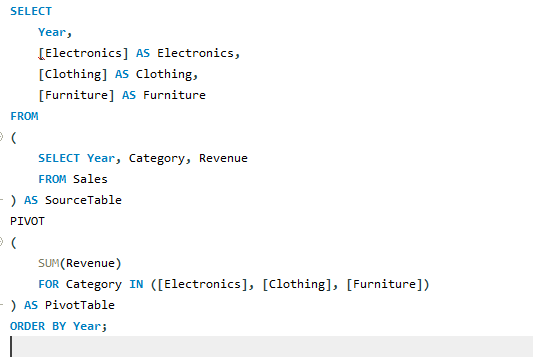 SELECT
    Year,
    [Electronics] AS Electronics,
    [Clothing] AS Clothing,
    [Furniture] AS Furniture
FROM
(
    SELECT Year, Category, Revenue
    FROM Sales
) AS SourceTable
PIVOT
(
    SUM(Revenue)
    FOR Category IN ([Electronics], [Clothing], [Furniture])
) AS PivotTable
ORDER BY Year;